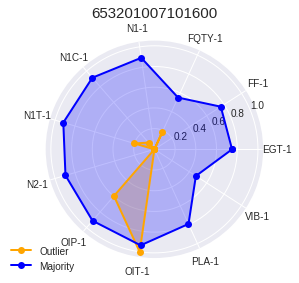 653201007101600
N1-1
FQTY-1
N1C-1
FF-1
1.0
0.8
0.6
0.4
0.2
N1T-1
EGT-1
N2-1
VIB-1
OIP-1
PLA-1
OIT-1
Outlier
Majority